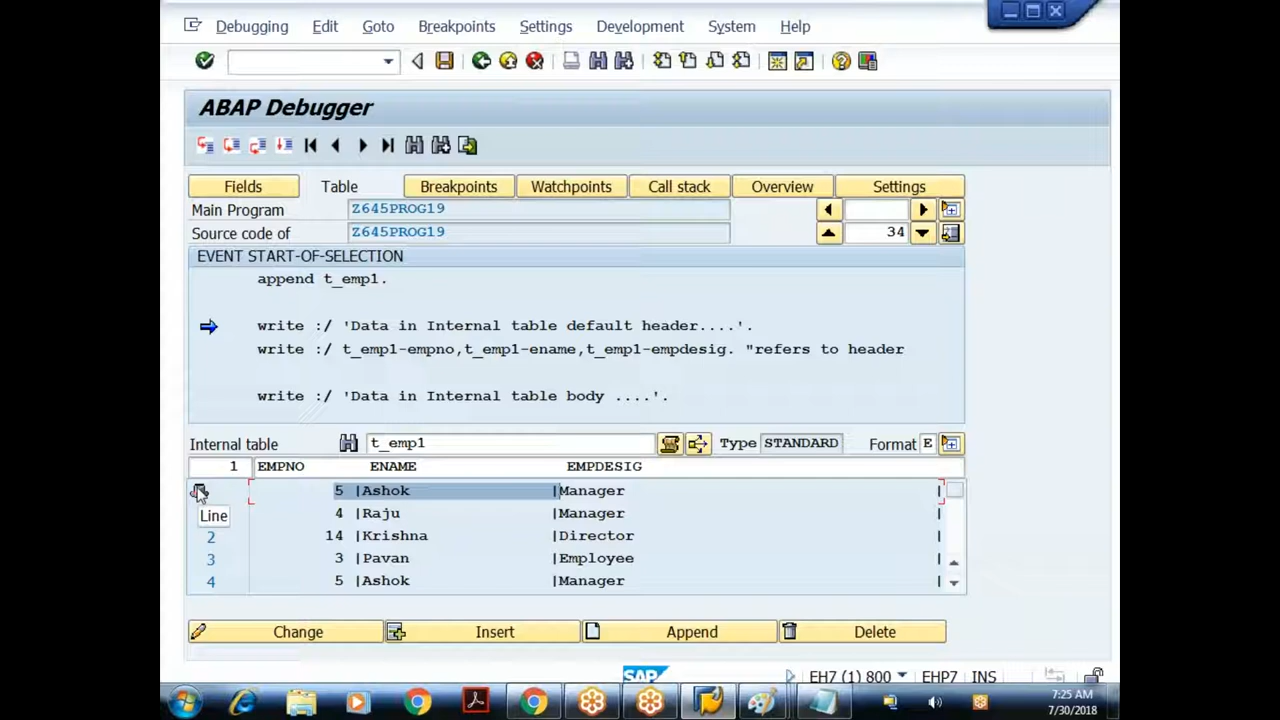 Debugging Edit Goto Breakpoints Settings Development System Help
ABAP Debugger
Fields Table Breakpoints Watchpoints Call stack Overview Settings
Main Program Z645PROG19
Source code of Z645PROG19 34
EVENT START-OF-SELECTION
append t_emp1.
write :/ 'Data in Internal table default header....'.
write :/ t_emp1-empno,t_emp1-ename,t_emp1-empdesig. "refers to header
write :/ 'Data in Internal table body ....'.
Internal table t_emp1 Type STANDARD Format E
1 EMPNO ENAME EMPDESIG
5 |Ashok |Manager |
Line 4 |Raju |Manager |
2 14 |Krishna |Director |
3 3 |Pavan |Employee |
4 5 |Ashok |Manager |
Change Insert Append Delete
SAP EH7 (1) 800 EHP7 INS
7:25 AM
7/30/2018